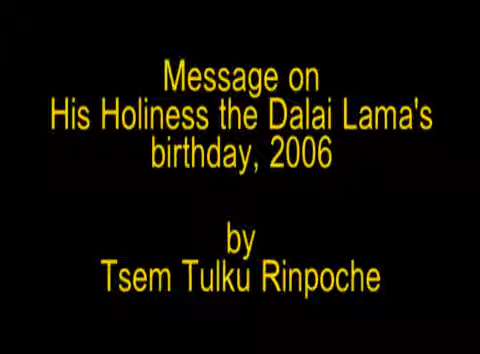 Message on
His Holiness the Dalai Lama's
birthday, 2006
by
Tsem Tulku Rinpoche